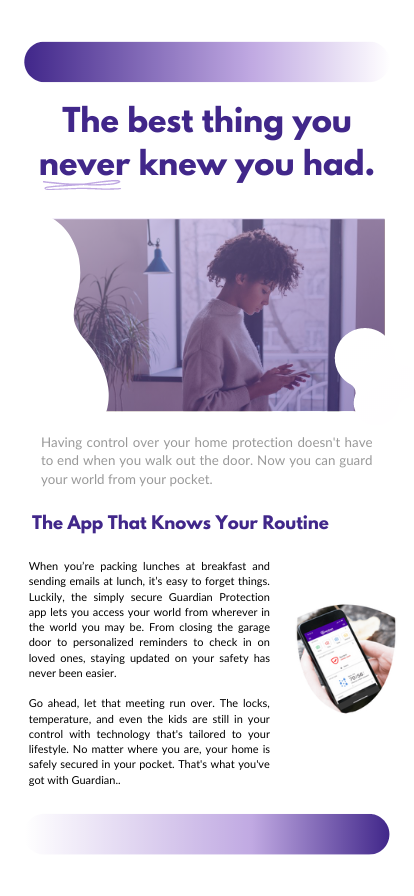 The best thing you
never knew you had.
Having control over your home protection doesn't have
to end when you walk out the door. Now you can guard
your world from your pocket.
The App That Knows Your Routine
When you're packing lunches at breakfast and
sending emails at lunch, it's easy to forget things.
Luckily, the simply secure Guardian Protection
app lets you access your world from wherever in
the world you may be. From closing the garage
door to personalized reminders to check in on
loved ones, staying updated on your safety has
never been easier.
Go ahead, let that meeting run over. The locks,
temperature, and even the kids are still in your
control with technology that's tailored to your
lifestyle. No matter where you are, your home is
safely secured in your pocket. That's what you've
got with Guardian..